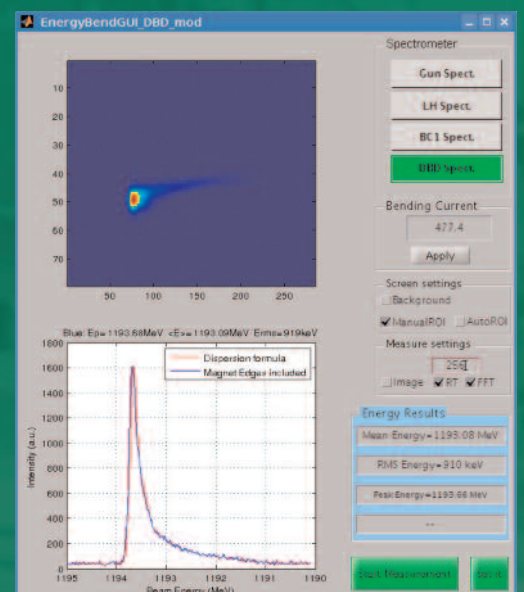 EnergyBendGUI_DBD_mod
10
20
30
40
50
60
70
50 100 150 200 250
Blue: Ep=1193.68MeV <E>=1193.09MeV Erms=919keV
1800
1600
1400
1200
1000
800
600
400
200
0
Intensity (a.u.)
Dispersion formula
Magnet Edges included
1195 1194 1193 1192 1191 1190
Beam Energy (MeV)
Spectrometer
Gun Spect.
LH Spect.
BC1 Spect.
DBD Spect.
Bending Current
477.4
Apply
Screen settings
Background
ManualROI AutoROI
Measure settings
256
Image RT FFT
Energy Results
Mean Energy=1193.08 MeV
RMS Energy=910 keV
Peak Energy=1193.66 MeV
--
Start Measurement